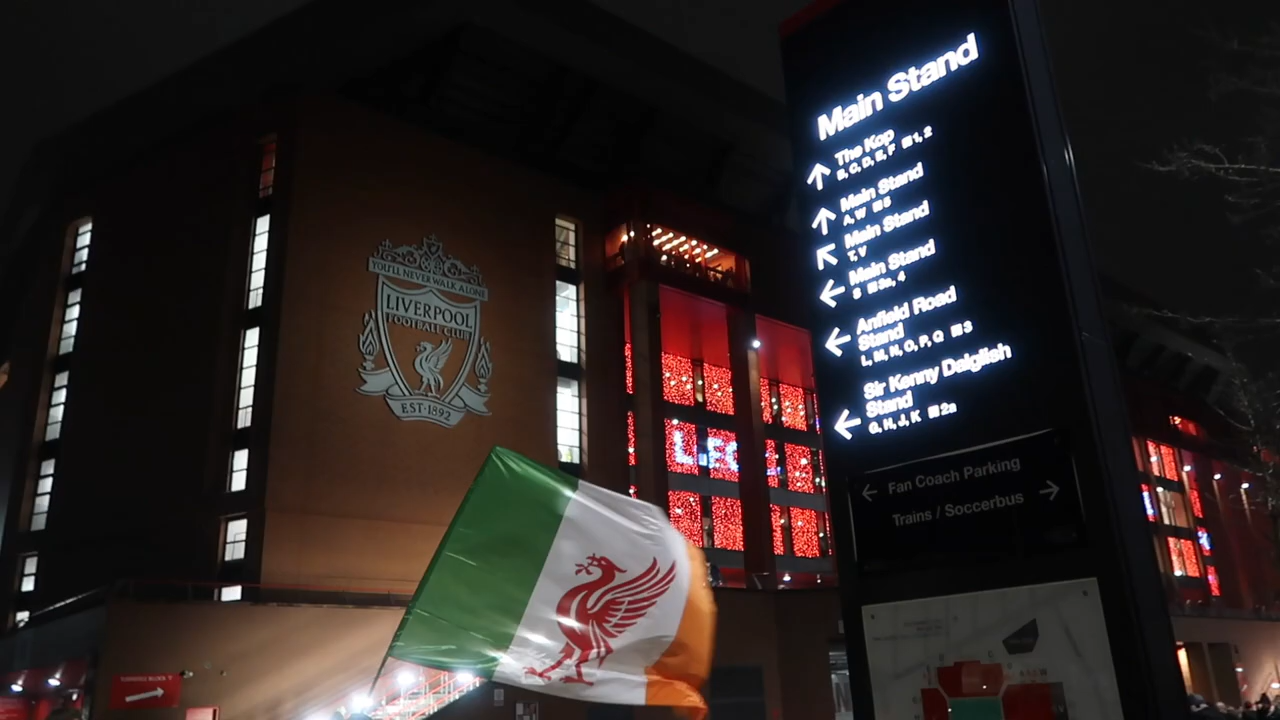 Main Stand
The Kop
B, C, D, E, F 1, 2
Main Stand
A, W 5
Main Stand
T, V
Main Stand
S 3a, 4
Anfield Road
Stand
L, M, N, O, P, Q 3
Sir Kenny Dalglish
Stand
G, H, J, K 2a
Fan Coach Parking
Trains / Soccerbus
YOU'LL NEVER WALK ALONE
LIVERPOOL
FOOTBALL CLUB
EST·1892